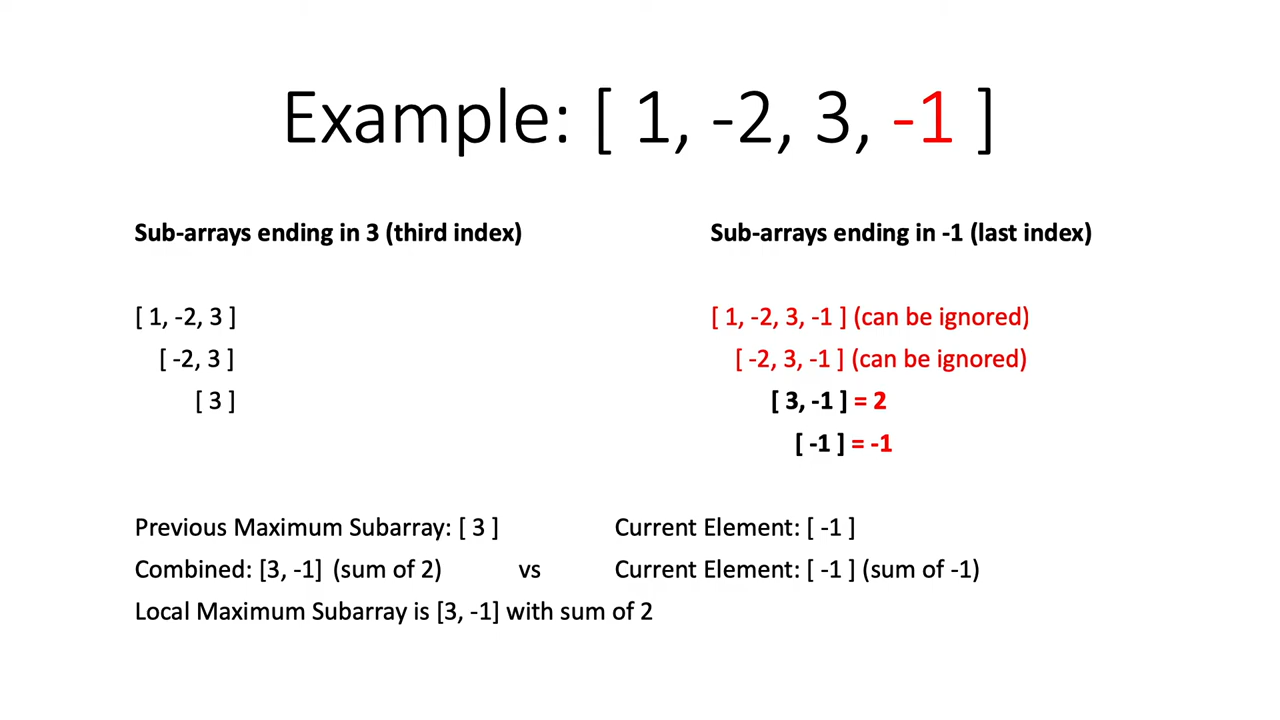 Example: [ 1, -2, 3, -1 ]
Sub-arrays ending in 3 (third index)
[ 1, -2, 3 ]
[ -2, 3 ]
[ 3 ]
Sub-arrays ending in -1 (last index)
[ 1, -2, 3, -1 ] (can be ignored)
[ -2, 3, -1 ] (can be ignored)
[ 3, -1 ] = 2
[ -1 ] = -1
Previous Maximum Subarray: [ 3 ] Current Element: [ -1 ]
Combined: [3, -1] (sum of 2) vs Current Element: [ -1 ] (sum of -1)
Local Maximum Subarray is [3, -1] with sum of 2